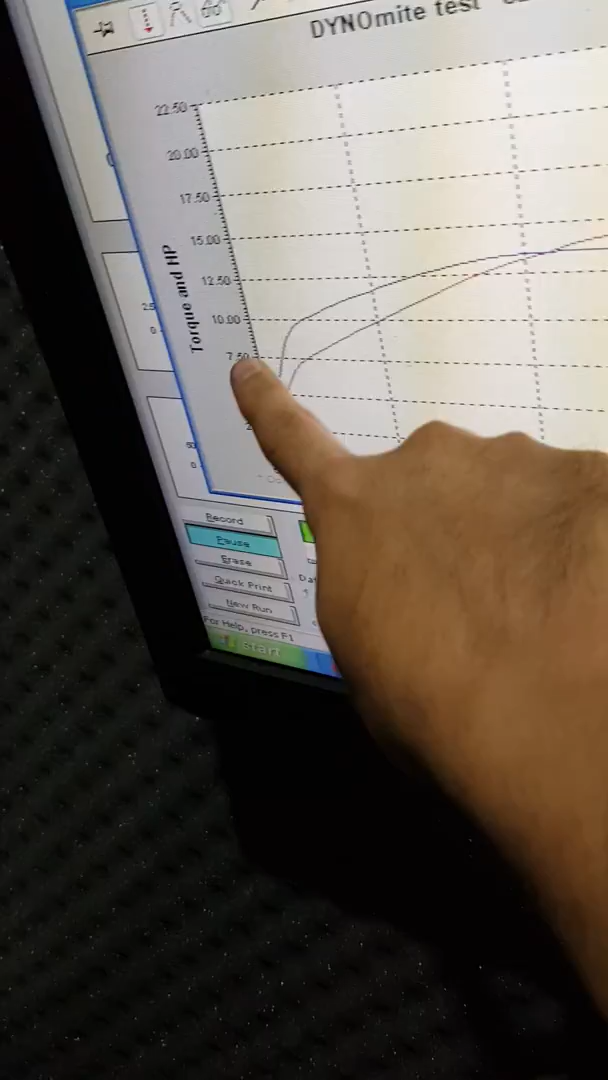 DYNOmite test
22.50
20.00
17.50
15.00
12.50
10.00
7.50
Torque and HP
Record
Pause
Erase
Quick Print
New Run
For Help, press F1
start